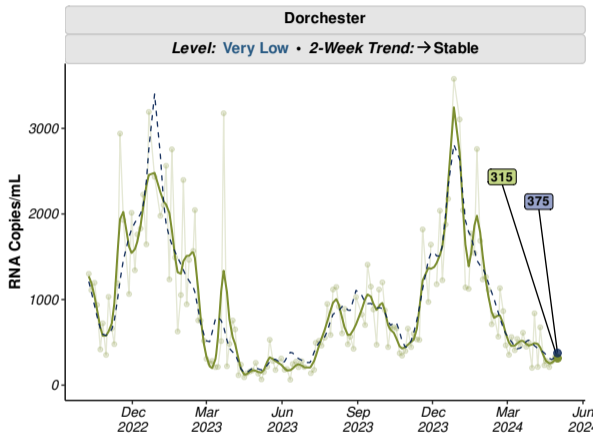 Dorchester
Level: Very Low • 2-Week Trend: → Stable
RNA Copies/mL
3000
2000
1000
0
315
375
Dec 2022
Mar 2023
Jun 2023
Sep 2023
Dec 2023
Mar 2024
Jun